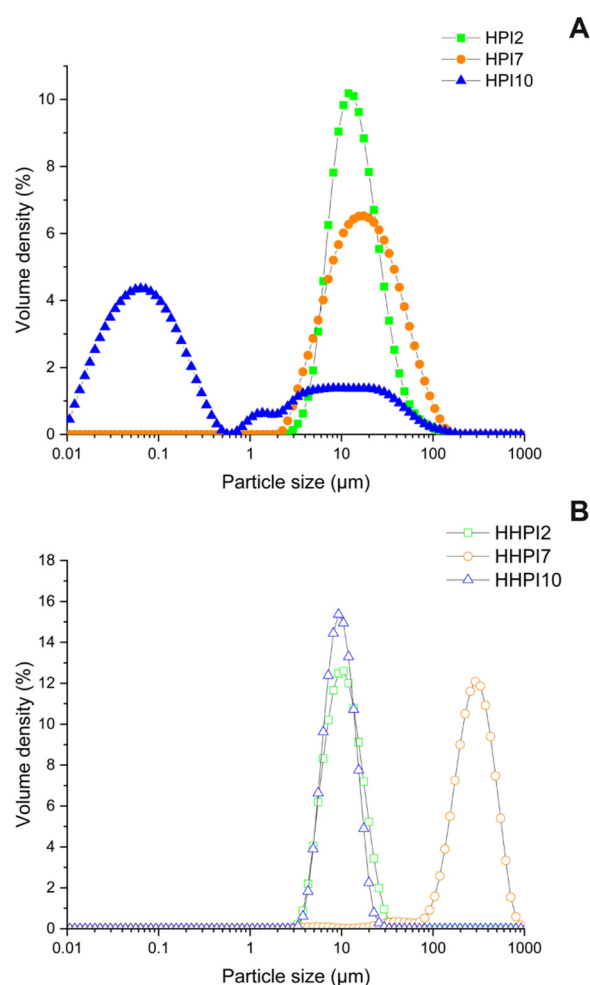 A
HPI2
HPI7
HPI10
10
8
6
4
2
0
Volume density (%)
0.01 0.1 1 10 100 1000
Particle size (µm)
B
HHPI2
HHPI7
HHPI10
18
16
14
12
10
8
6
4
2
0
Volume density (%)
0.01 0.1 1 10 100 1000
Particle size (µm)